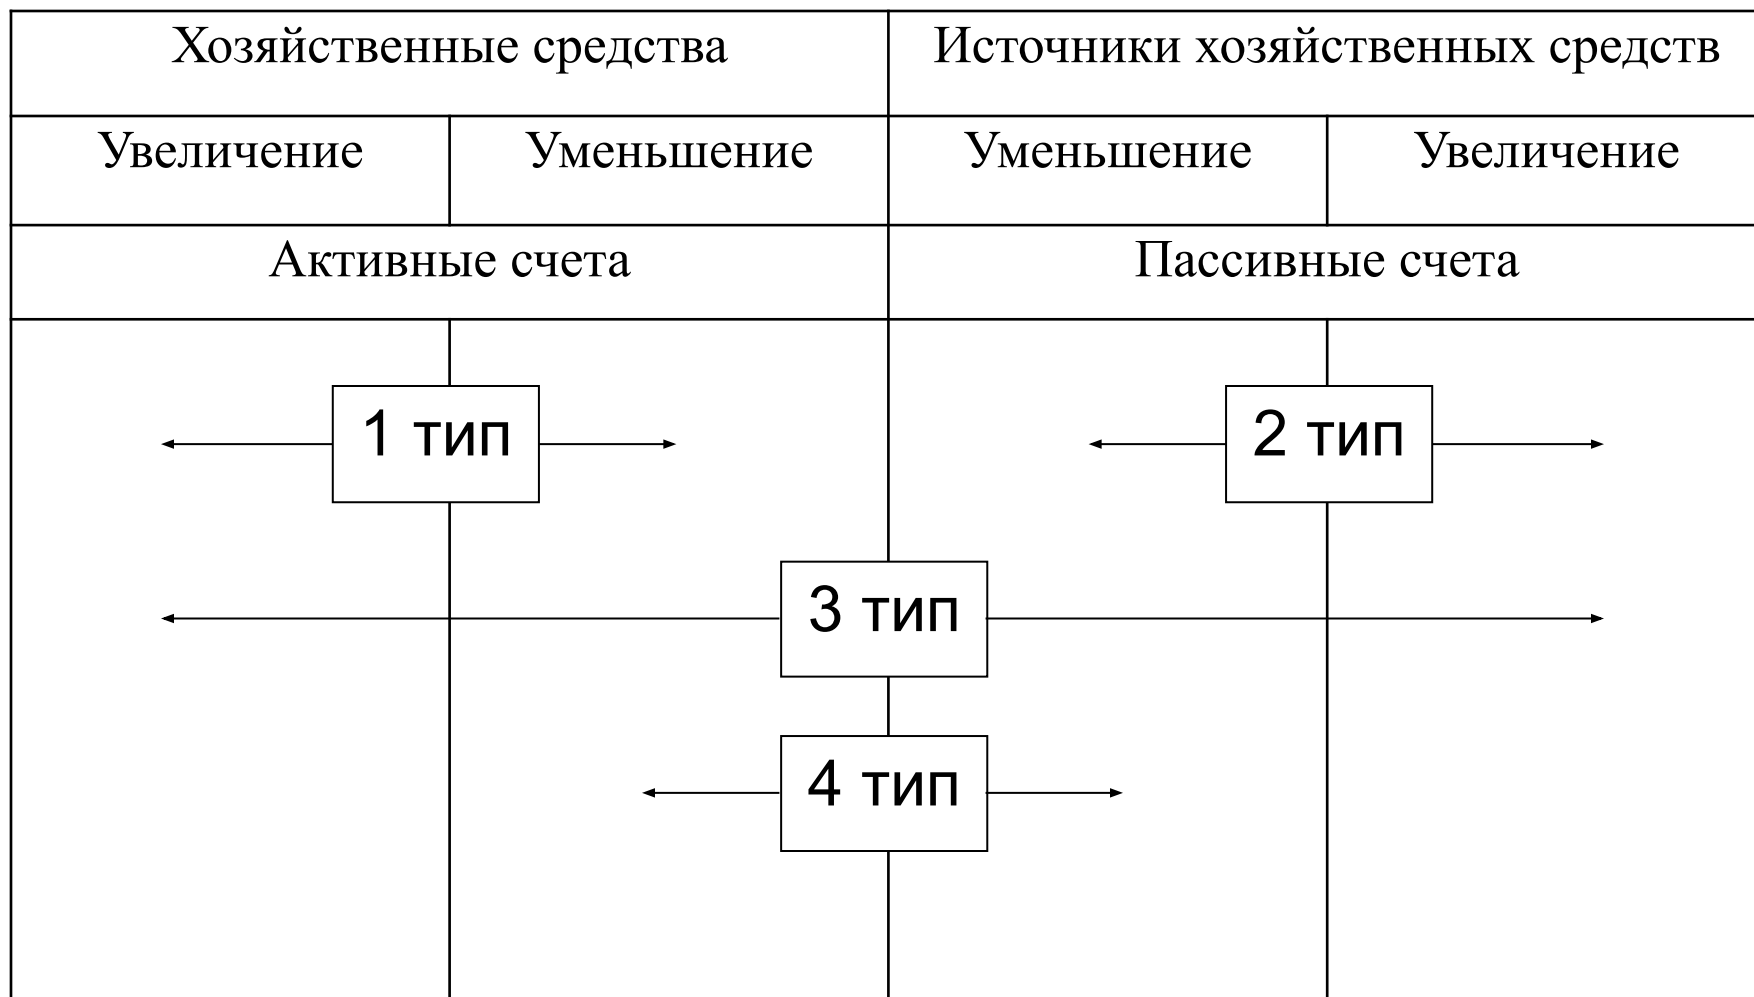 Хозяйственные средства
Источники хозяйственных средств
Увеличение
Уменьшение
Уменьшение
Увеличение
Активные счета
Пассивные счета
1 тип
2 тип
3 тип
4 тип